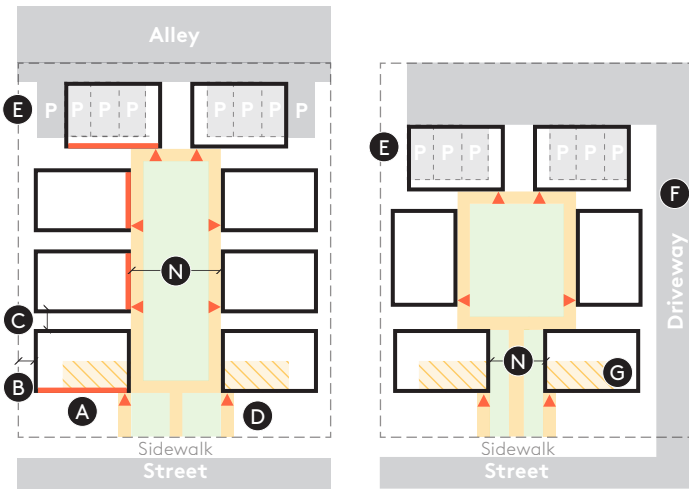 Alley
E
P P P P
P P P P
E
P P P
P P P
F
Driveway
N
C
N
G
B
A
D
Sidewalk
Street
Sidewalk
Street